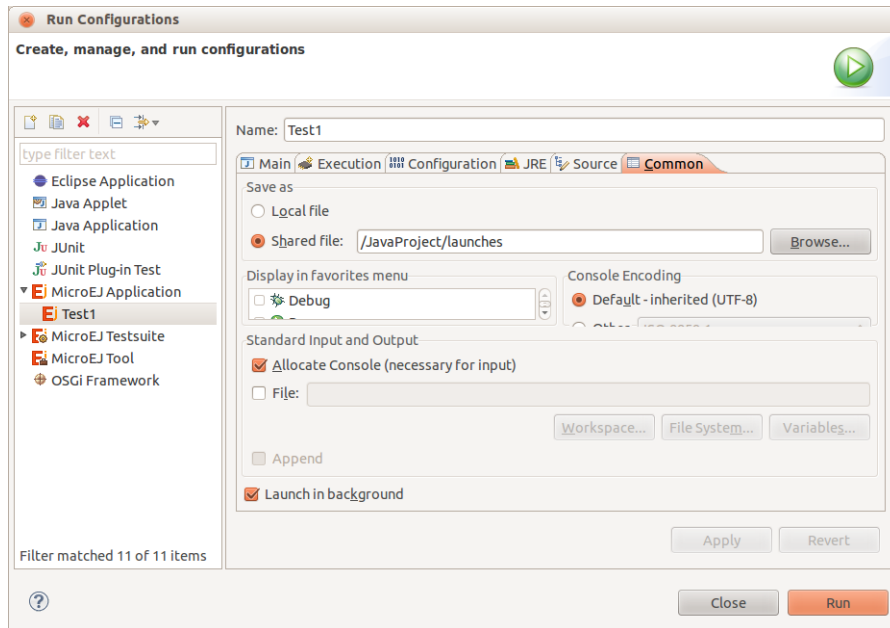 Run Configurations
Create, manage, and run configurations
type filter text
Eclipse Application
Java Applet
Java Application
JUnit
JUnit Plug-in Test
MicroEJ Application
Test1
MicroEJ Testsuite
MicroEJ Tool
OSGi Framework
Filter matched 11 of 11 items
Name: Test1
Main Execution Configuration JRE Source Common
Save as
Local file
Shared file: /JavaProject/launches Browse...
Display in favorites menu
Debug
Console Encoding
Default - inherited (UTF-8)
Standard Input and Output
Allocate Console (necessary for input)
File:
Workspace... File System... Variables...
Append
Launch in background
Apply Revert
Close Run